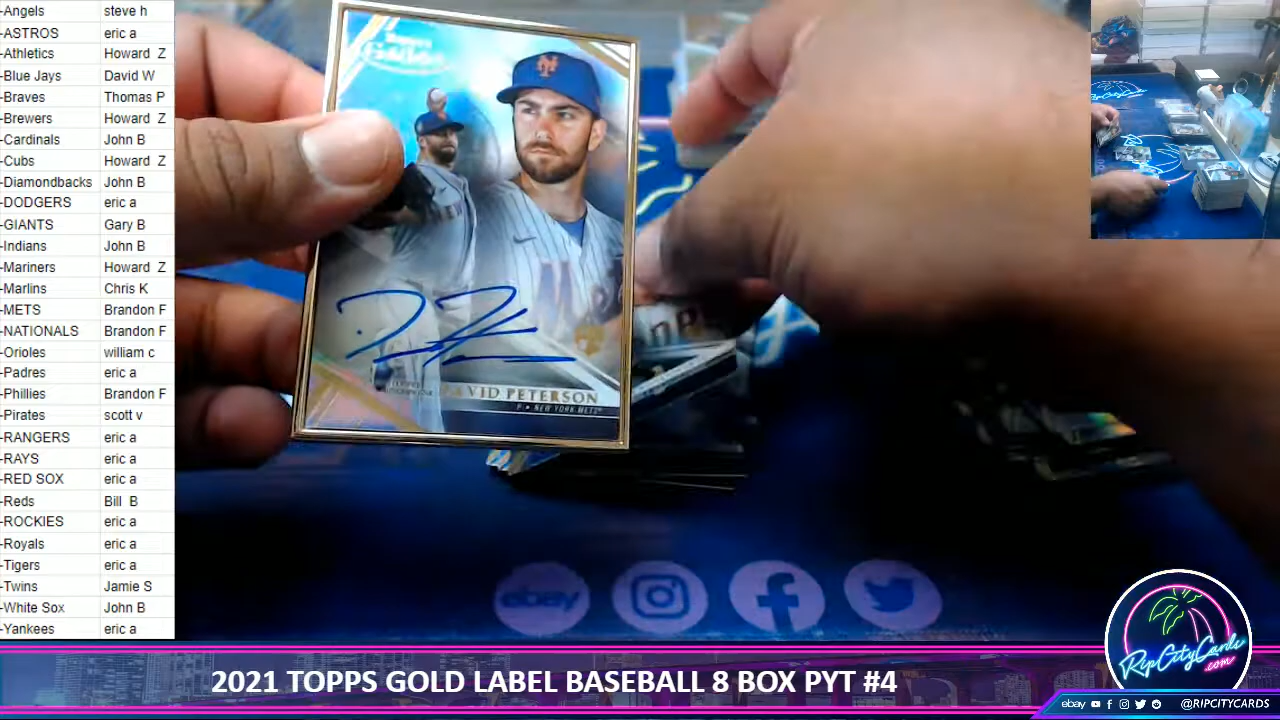 -Angels steve h
-ASTROS eric a
-Athletics Howard Z
-Blue Jays David W
-Braves Thomas P
-Brewers Howard Z
-Cardinals John B
-Cubs Howard Z
-Diamondbacks John B
-DODGERS eric a
-GIANTS Gary B
-Indians John B
-Mariners Howard Z
-Marlins Chris K
-METS Brandon F
-NATIONALS Brandon F
-Orioles william c
-Padres eric a
-Phillies Brandon F
-Pirates scott v
-RANGERS eric a
-RAYS eric a
-RED SOX eric a
-Reds Bill B
-ROCKIES eric a
-Royals eric a
-Tigers eric a
-Twins Jamie S
-White Sox John B
-Yankees eric a
DAVID PETERSON
P • NEW YORK METS
ebay
RipCityCards
.com
2021 TOPPS GOLD LABEL BASEBALL 8 BOX PYT #4
ebay @RIPCITYCARDS